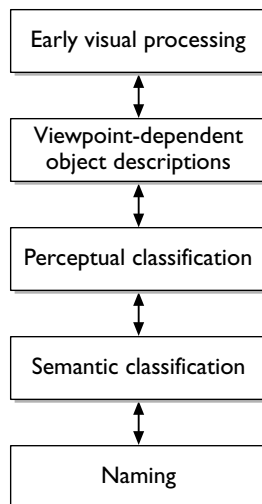 Early visual processing
Viewpoint-dependent
object descriptions
Perceptual classification
Semantic classification
Naming